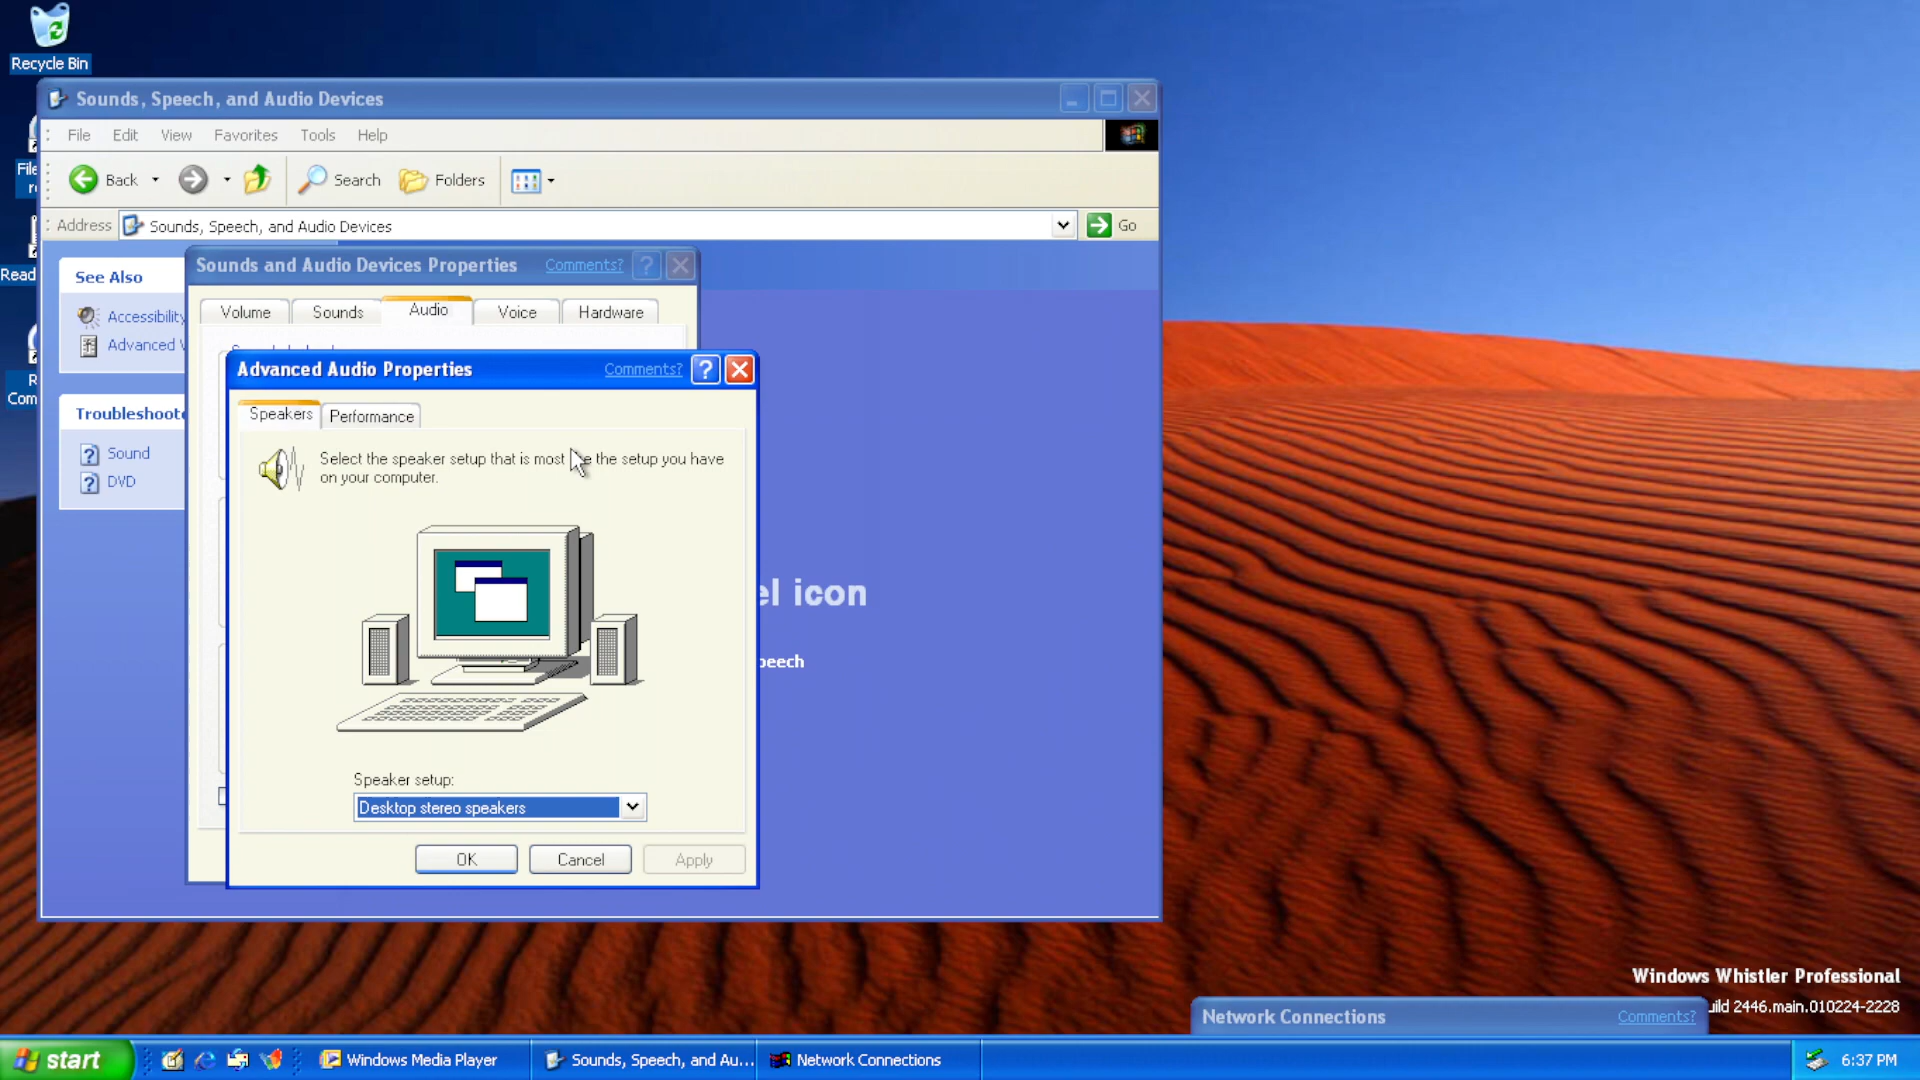 Recycle Bin
Sounds, Speech, and Audio Devices
File Edit View Favorites Tools Help
Back Search Folders
Address Sounds, Speech, and Audio Devices Go
Read
Com
See Also
Accessibility
Advanced
Troubleshoot
Sound
DVD
Sounds and Audio Devices Properties Comments?
Volume Sounds Audio Voice Hardware
Advanced Audio Properties Comments?
Speakers Performance
Select the speaker setup that is most the setup you have
on your computer.
Speaker setup:
Desktop stereo speakers
OK Cancel Apply
el icon
peech
Windows Whistler Professional
uild 2446.main.010224-2228
Network Connections Comments?
start Windows Media Player Sounds, Speech, and Au... Network Connections 6:37 PM